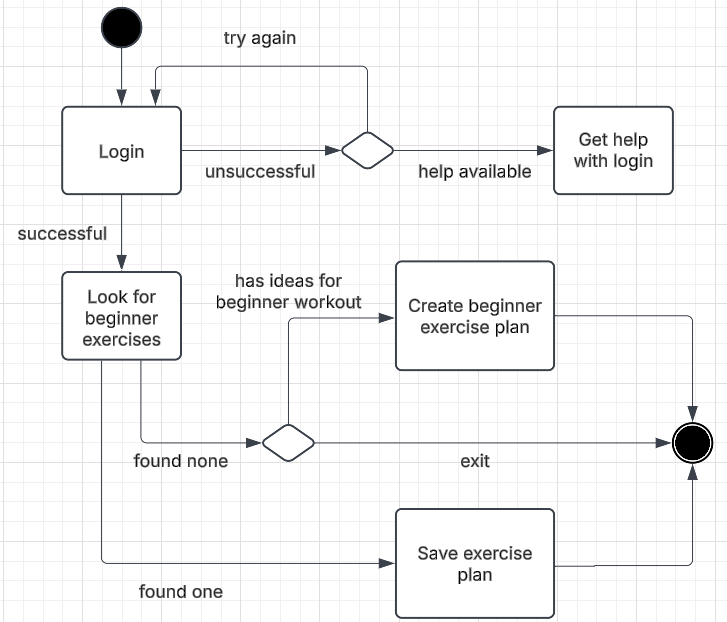 try again
Login
unsuccessful
help available
Get help
with login
successful
Look for
beginner
exercises
has ideas for
beginner workout
Create beginner
exercise plan
found none
exit
Save exercise
plan
found one